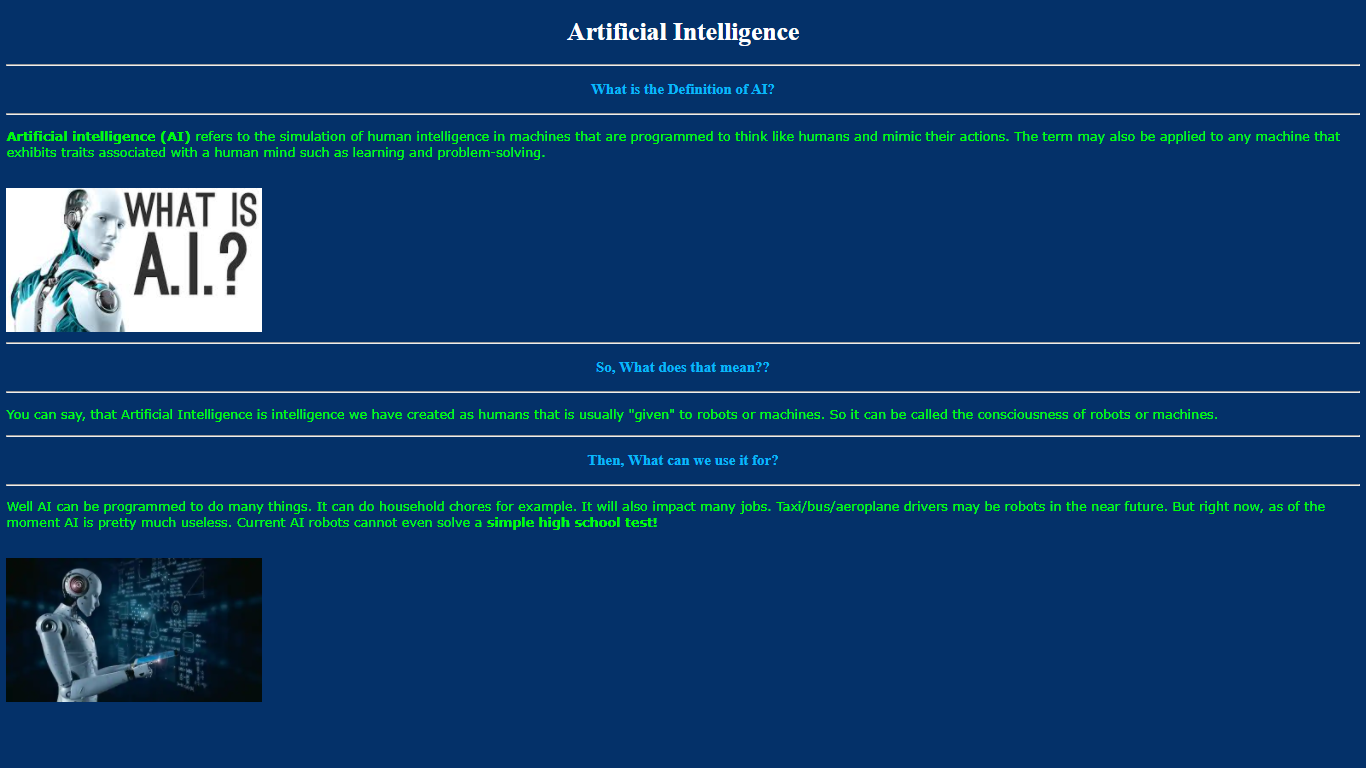 Artificial Intelligence
What is the Definition of AI?
Artificial intelligence (AI) refers to the simulation of human intelligence in machines that are programmed to think like humans and mimic their actions. The term may also be applied to any machine that
exhibits traits associated with a human mind such as learning and problem-solving.
WHAT IS
A.I.?
So, What does that mean??
You can say, that Artificial Intelligence is intelligence we have created as humans that is usually "given" to robots or machines. So it can be called the consciousness of robots or machines.
Then, What can we use it for?
Well AI can be programmed to do many things. It can do household chores for example. It will also impact many jobs. Taxi/bus/aeroplane drivers may be robots in the near future. But right now, as of the
moment AI is pretty much useless. Current AI robots cannot even solve a simple high school test!